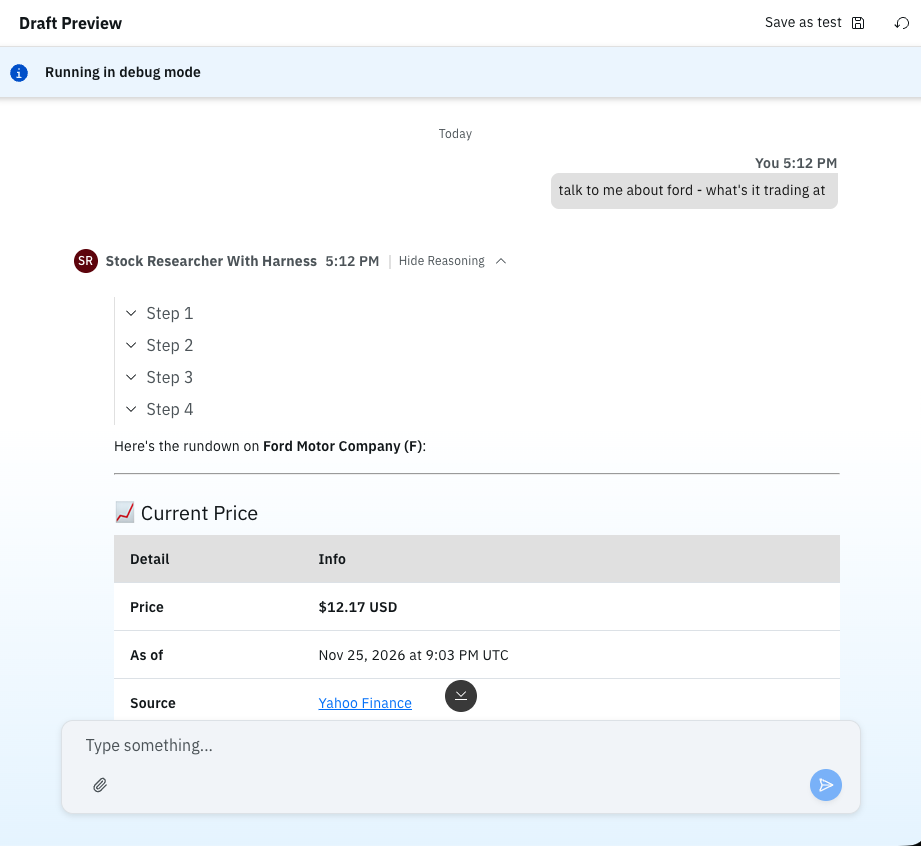 Draft Preview
Save as test
Running in debug mode
Today
You 5:12 PM
talk to me about ford - what's it trading at
SR Stock Researcher With Harness 5:12 PM | Hide Reasoning
Step 1
Step 2
Step 3
Step 4
Here's the rundown on Ford Motor Company (F):
📈 Current Price
Detail Info
Price $12.17 USD
As of Nov 25, 2026 at 9:03 PM UTC
Source Yahoo Finance
Type something...